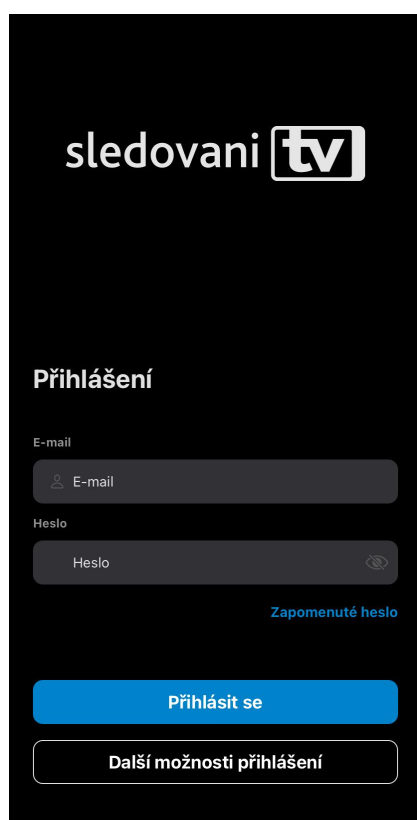 sledovani tv
Přihlášení
E-mail
E-mail
Heslo
Heslo
Zapomenuté heslo
Přihlásit se
Další možnosti přihlášení